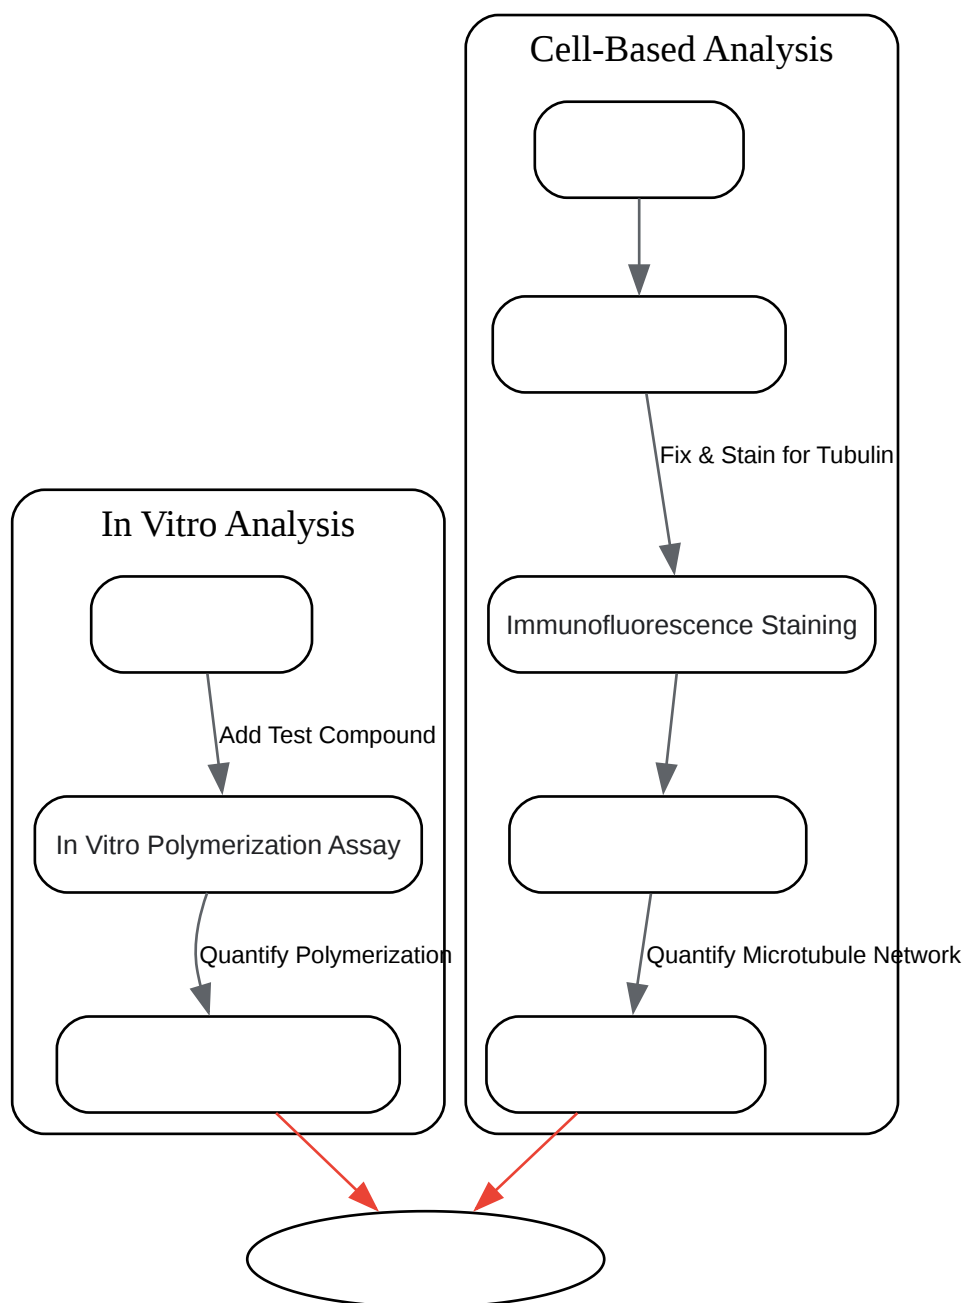 Cell-Based Analysis
Fix & Stain for Tubulin
In Vitro Analysis
Immunofluorescence Staining
Add Test Compound
In Vitro Polymerization Assay
Quantify Polymerization
Quantify Microtubule Network